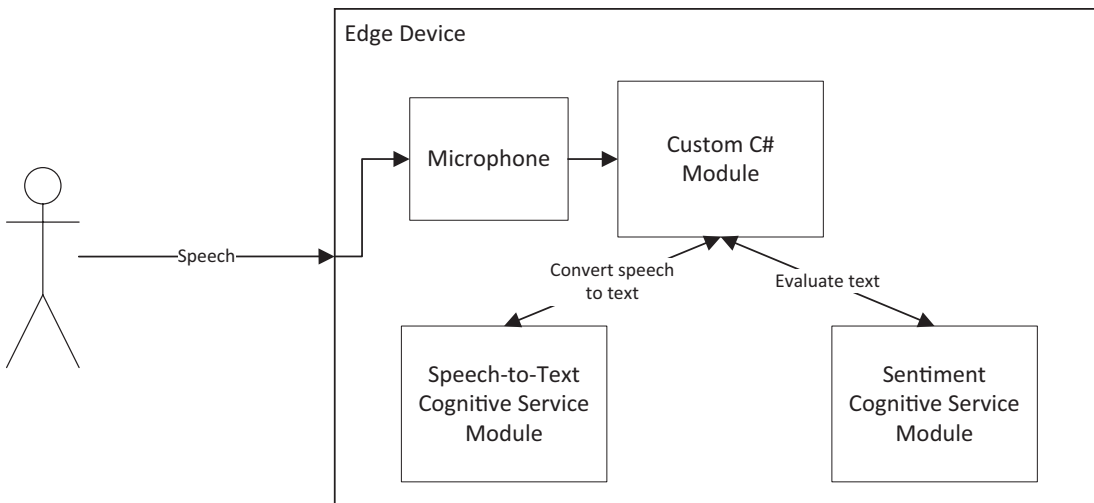 Edge Device
Microphone
Custom C#
Module
Speech
Convert speech
to text
Evaluate text
Speech-to-Text
Cognitive Service
Module
Sentiment
Cognitive Service
Module